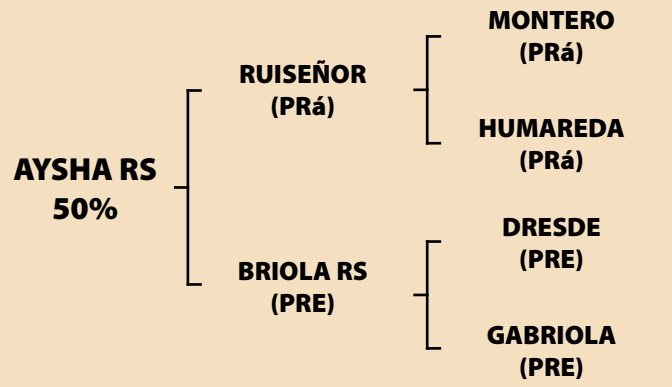 AYSHA RS
50%
RUISEÑOR
(PRá)
BRIOLA RS
(PRE)
MONTERO
(PRá)
HUMAREDA
(PRá)
DRESDE
(PRE)
GABRIOLA
(PRE)